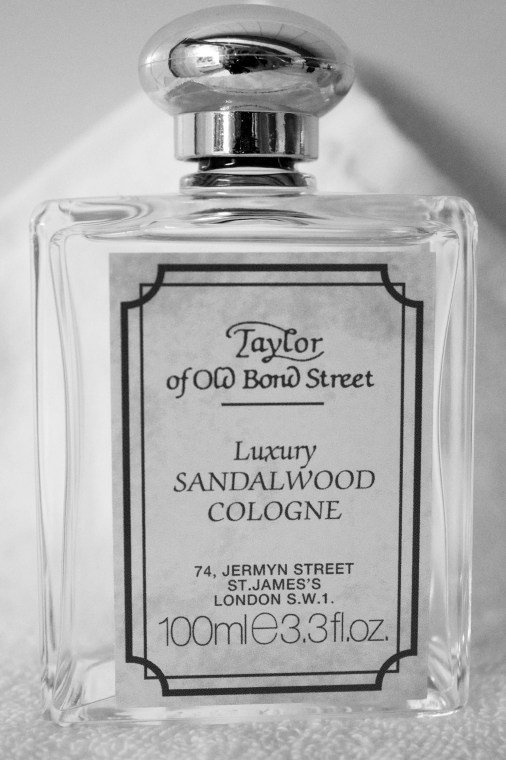 Taylor
of Old Bond Street
Luxury
SANDALWOOD
COLOGNE
74, JERMYN STREET
ST.JAMES'S
LONDON S.W.1.
100ml℮3.3fl.oz.